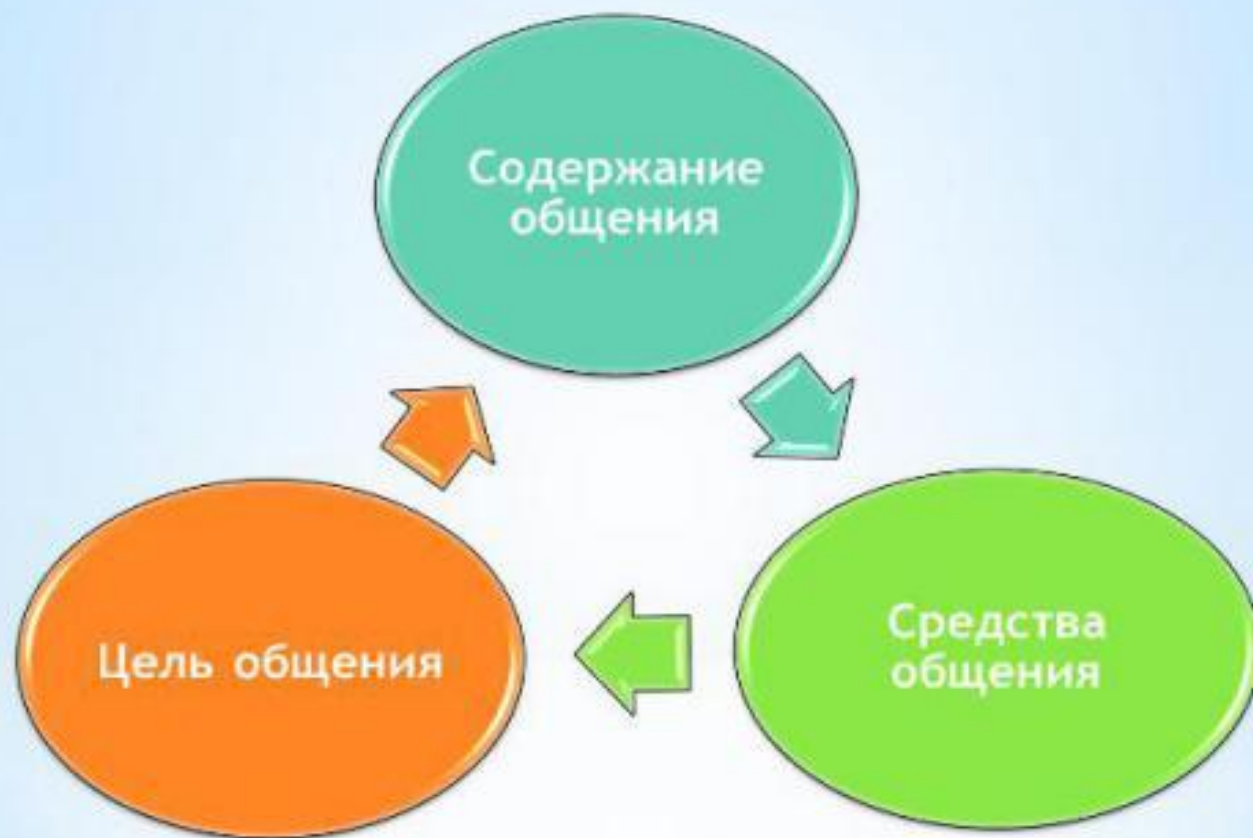 Содержание
общения
Цель общения
Средства
общения